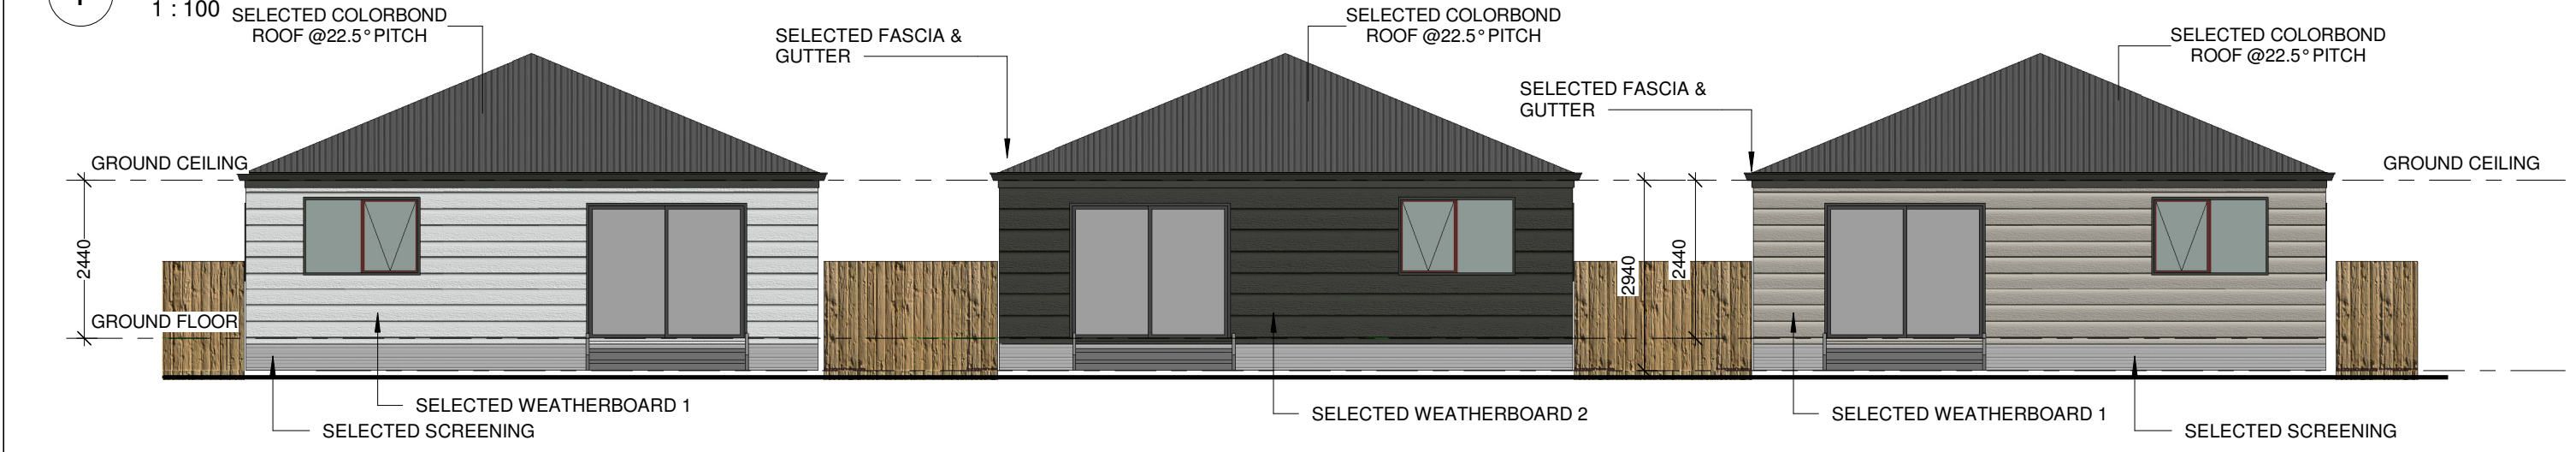 1 : 100
SELECTED COLORBOND
ROOF @22.5° PITCH
SELECTED FASCIA &
GUTTER
SELECTED COLORBOND
ROOF @22.5° PITCH
SELECTED FASCIA &
GUTTER
SELECTED COLORBOND
ROOF @22.5° PITCH
GROUND CEILING
GROUND CEILING
2440
2940
2440
GROUND FLOOR
SELECTED WEATHERBOARD 1
SELECTED SCREENING
SELECTED WEATHERBOARD 2
SELECTED WEATHERBOARD 1
SELECTED SCREENING